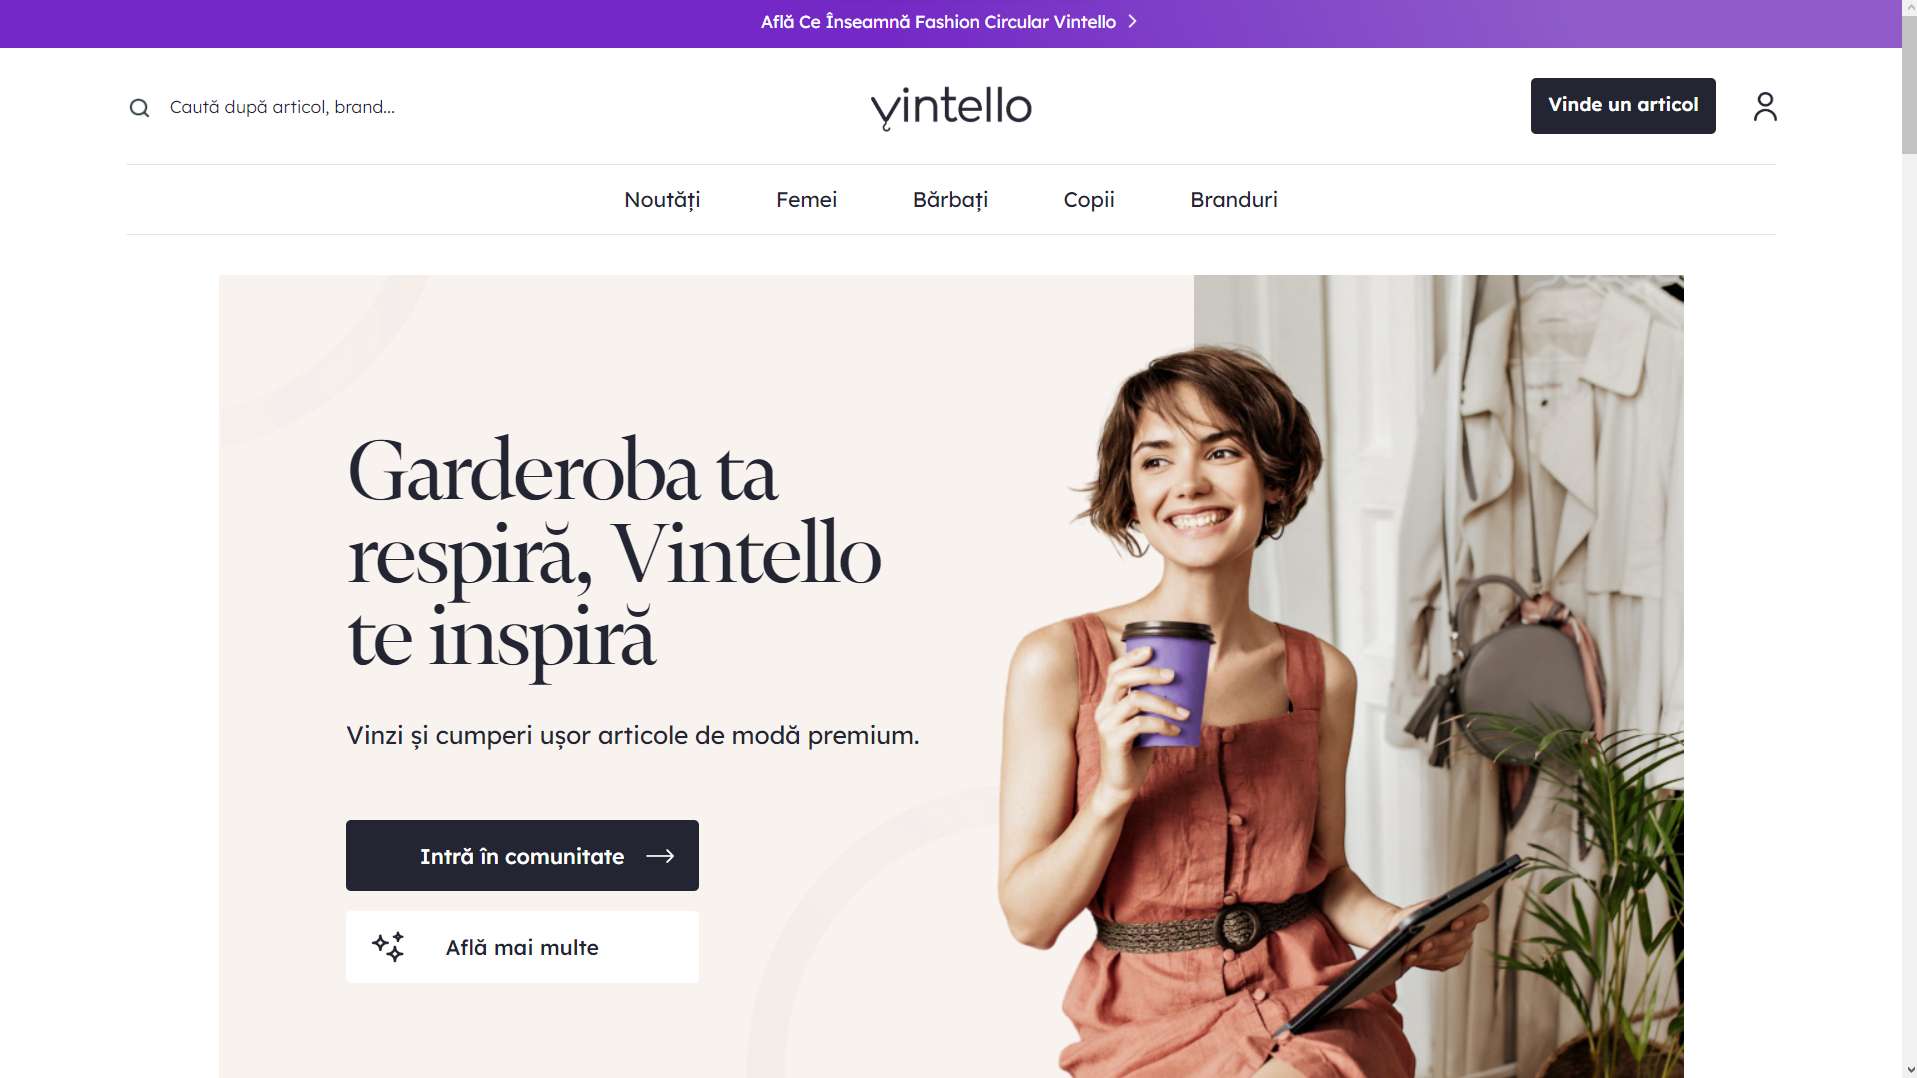 Află Ce Înseamnă Fashion Circular Vintello
Caută după articol, brand...
vintello
Vinde un articol
Noutăți
Femei
Bărbați
Copii
Branduri
Garderoba ta
respiră, Vintello
te inspiră
Vinzi și cumperi ușor articole de modă premium.
Intră în comunitate
Află mai multe